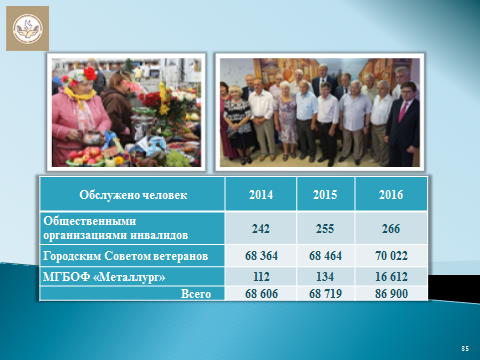 Обслужено человек 2014 2015 2016
Общественными
организациями инвалидов 242 255 266
Городским Советом ветеранов 68 364 68 464 70 022
МГБОФ «Металлург» 112 134 16 612
Всего 68 606 68 719 86 900
85